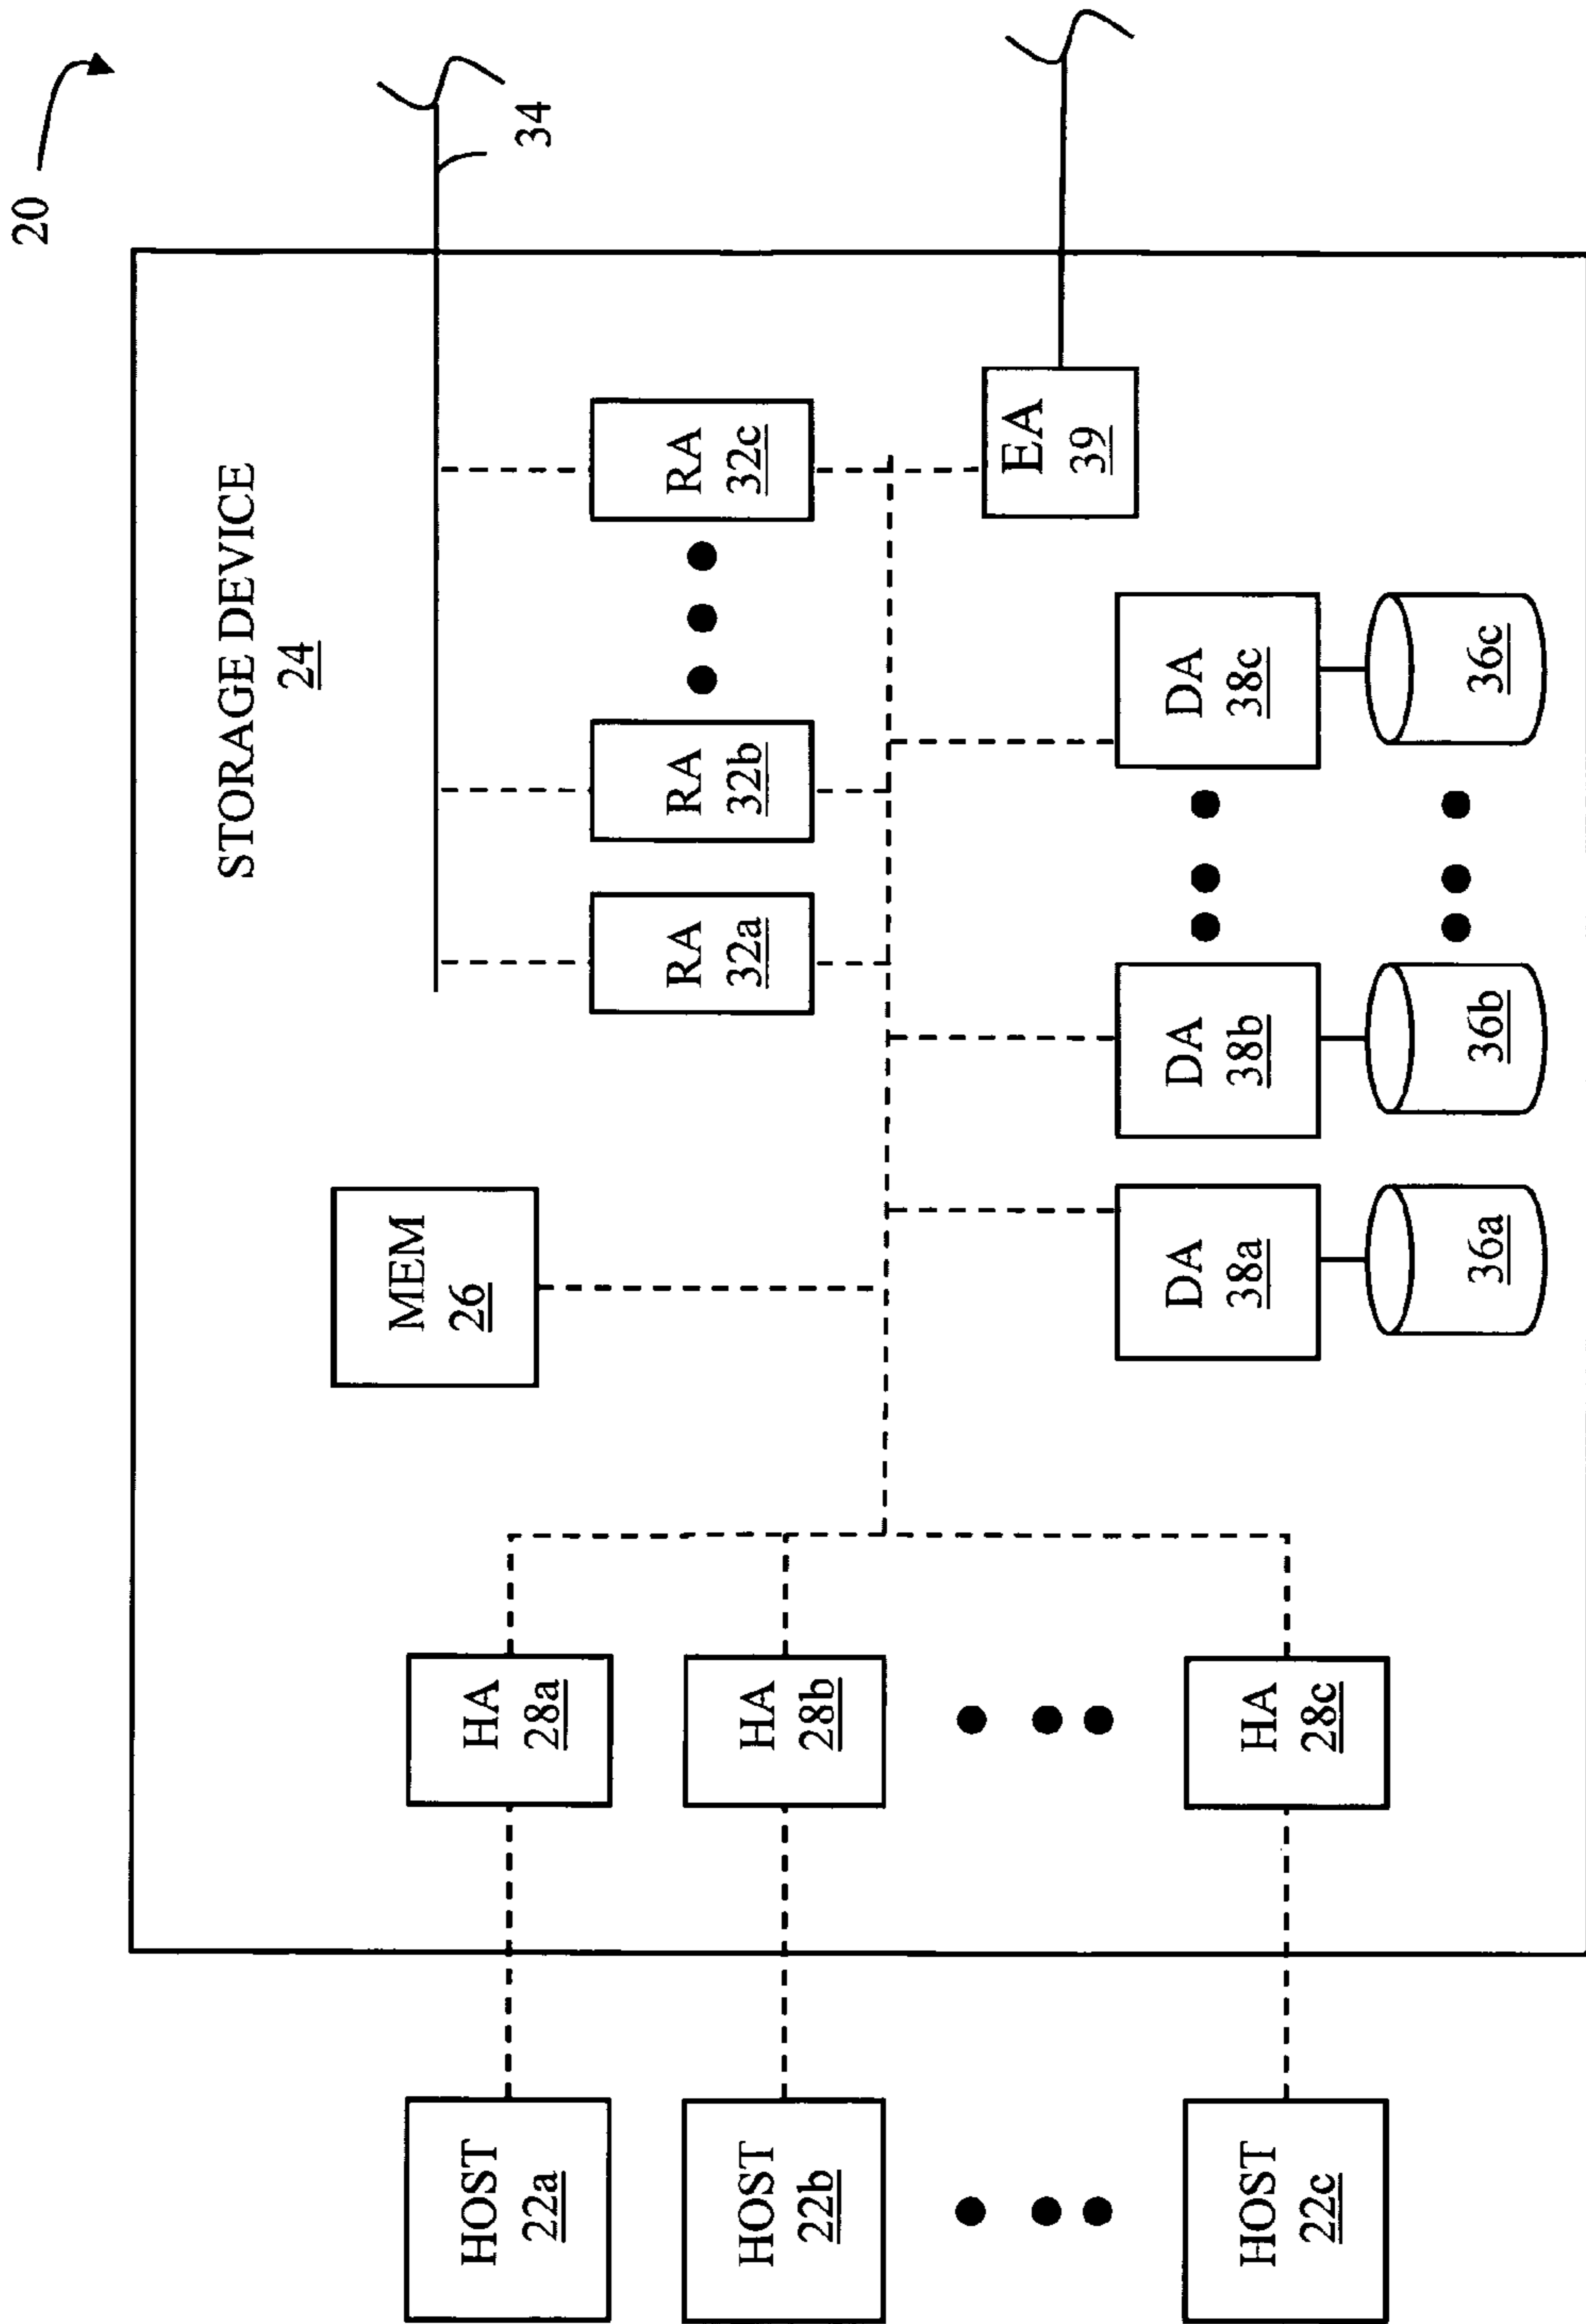 20
34
STORAGE DEVICE
24
MEM
26
RA
32a
RA
32b
RA
32c
EA
39
HOST
22a
HA
28a
HOST
22b
HA
28b
HOST
22c
HA
28c
DA
38a
DA
38b
DA
38c
36a
36b
36c